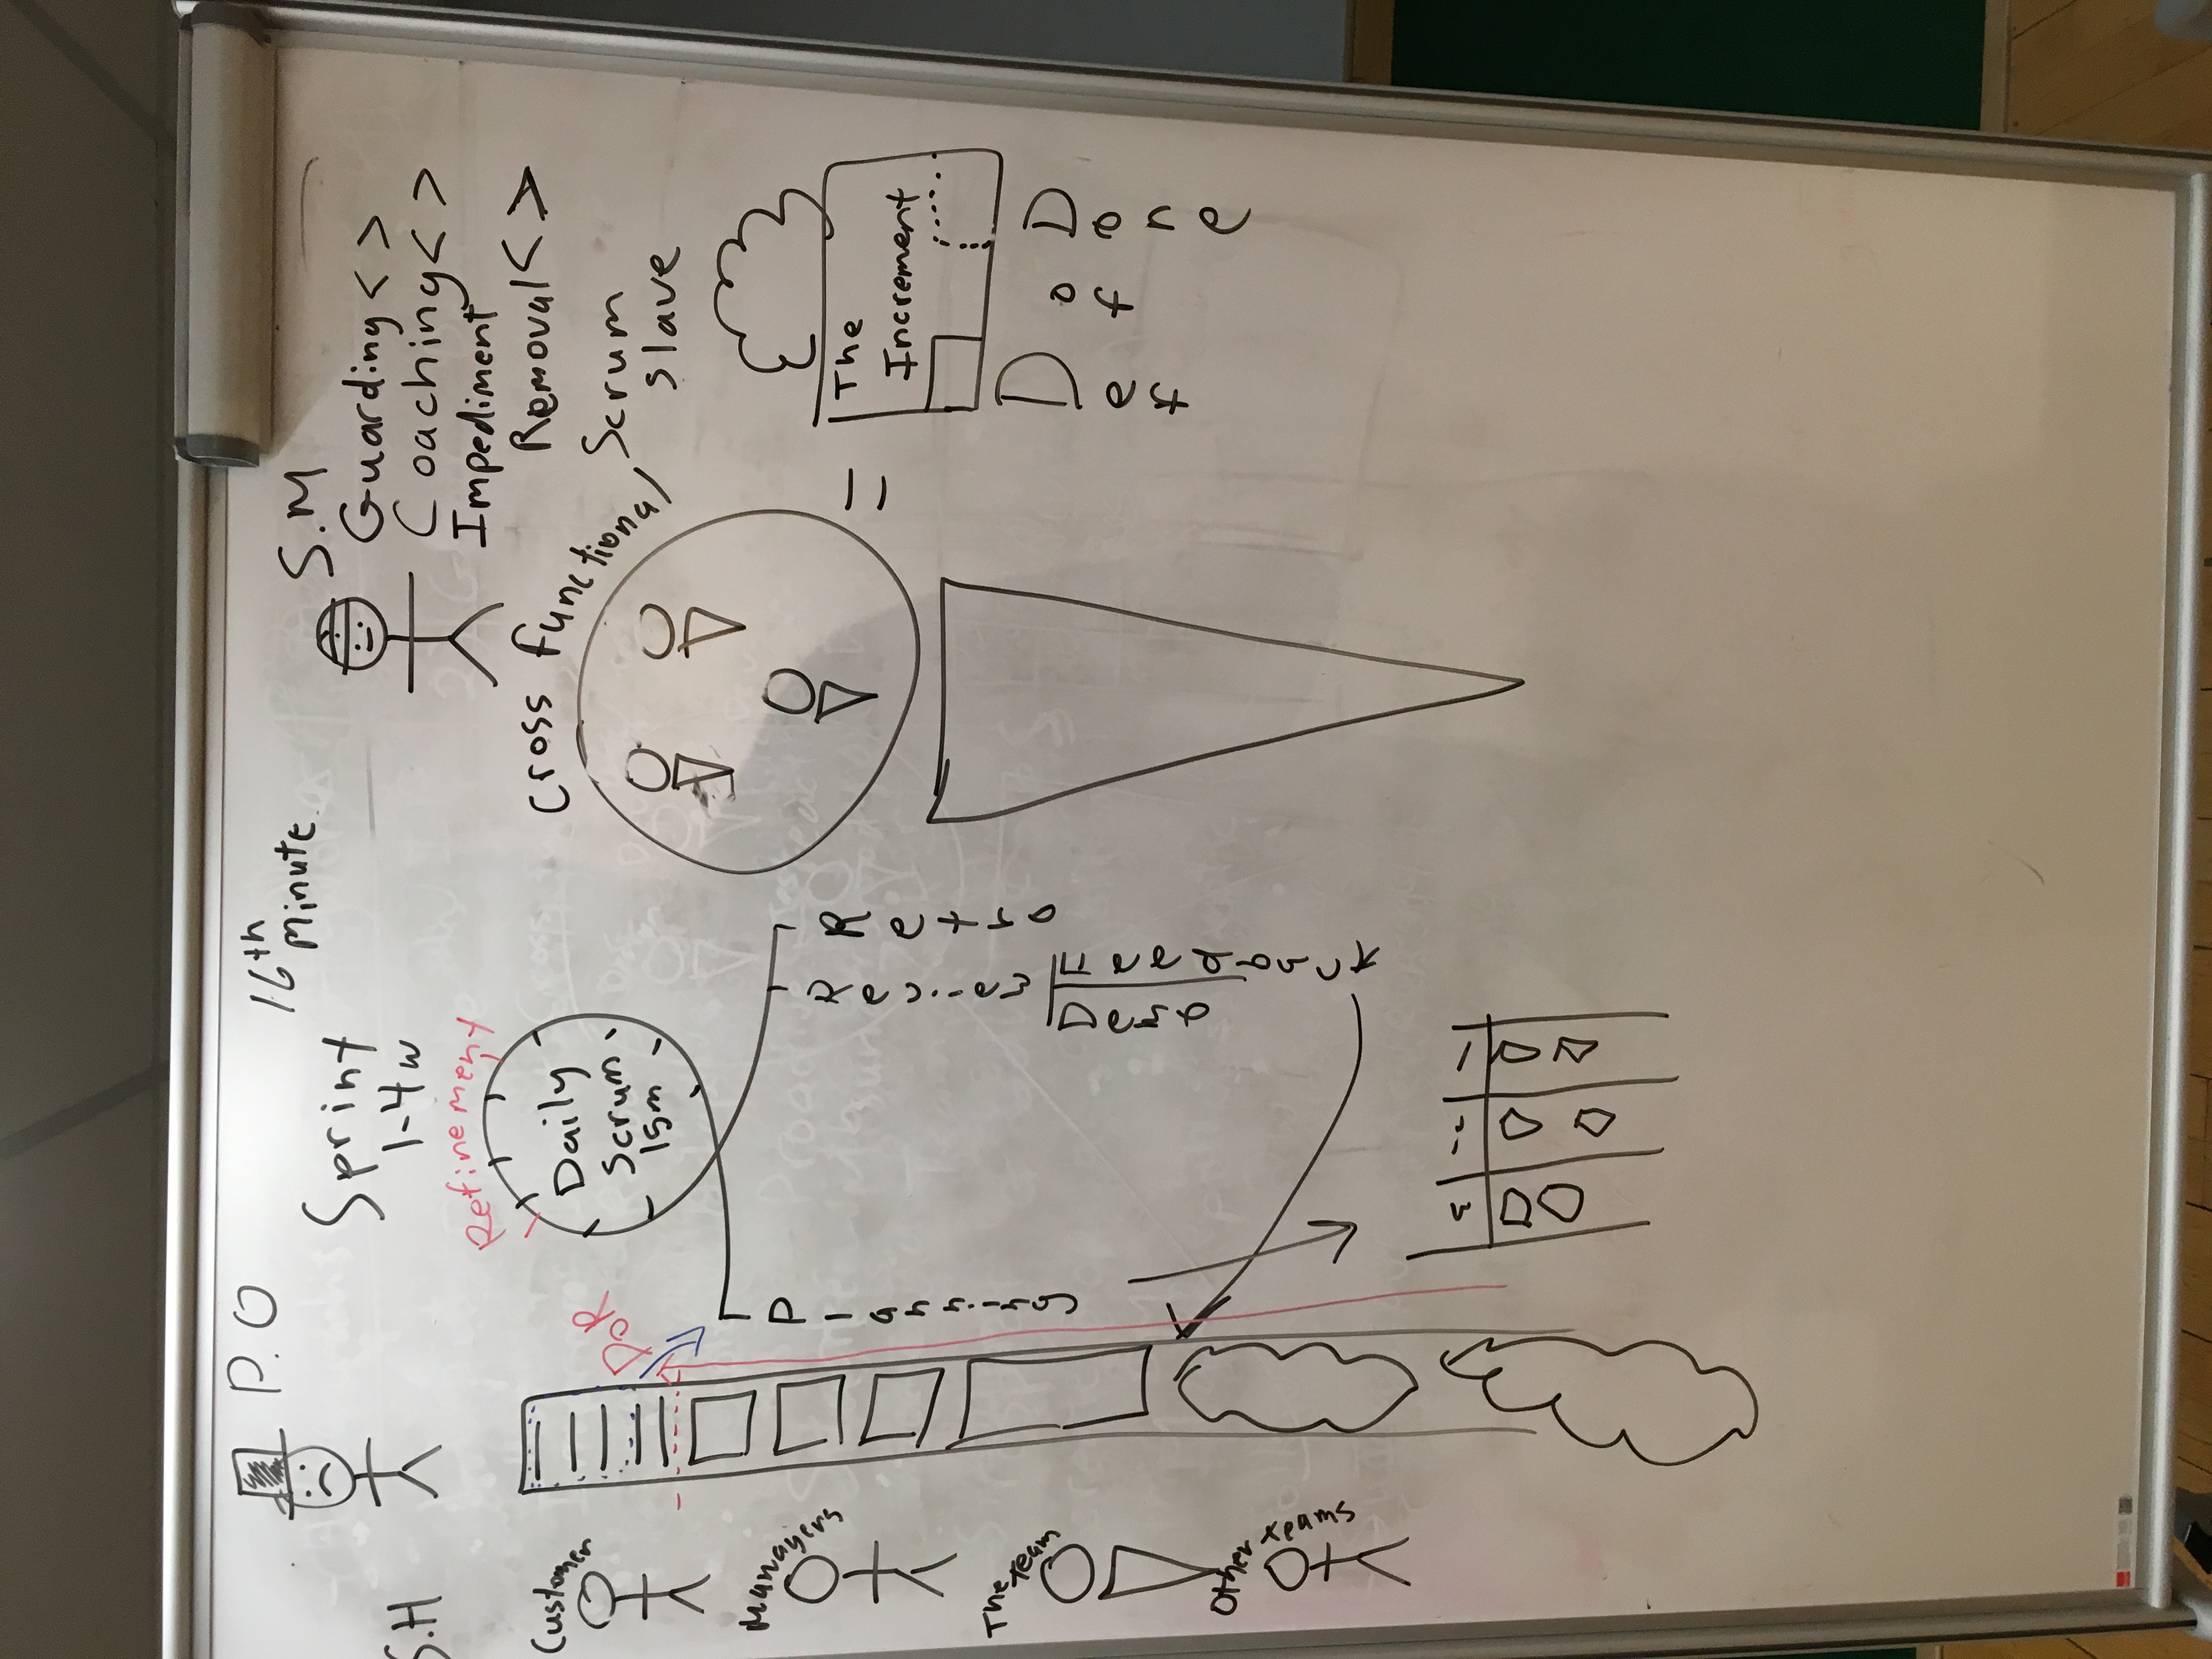 P.O
16th
minute
Sprint
1-4w
S.H
S.M
Guarding < >
Coaching < >
Impediment
Removal < >
Scrum
slave
Refinement
Daily
Scrum
15m
DoR
Customer
Managers
The Team
Other Teams
Planning
Review
Retro
Demo
Feedback
Cross functional
=
The
Increment
Def
of
Done